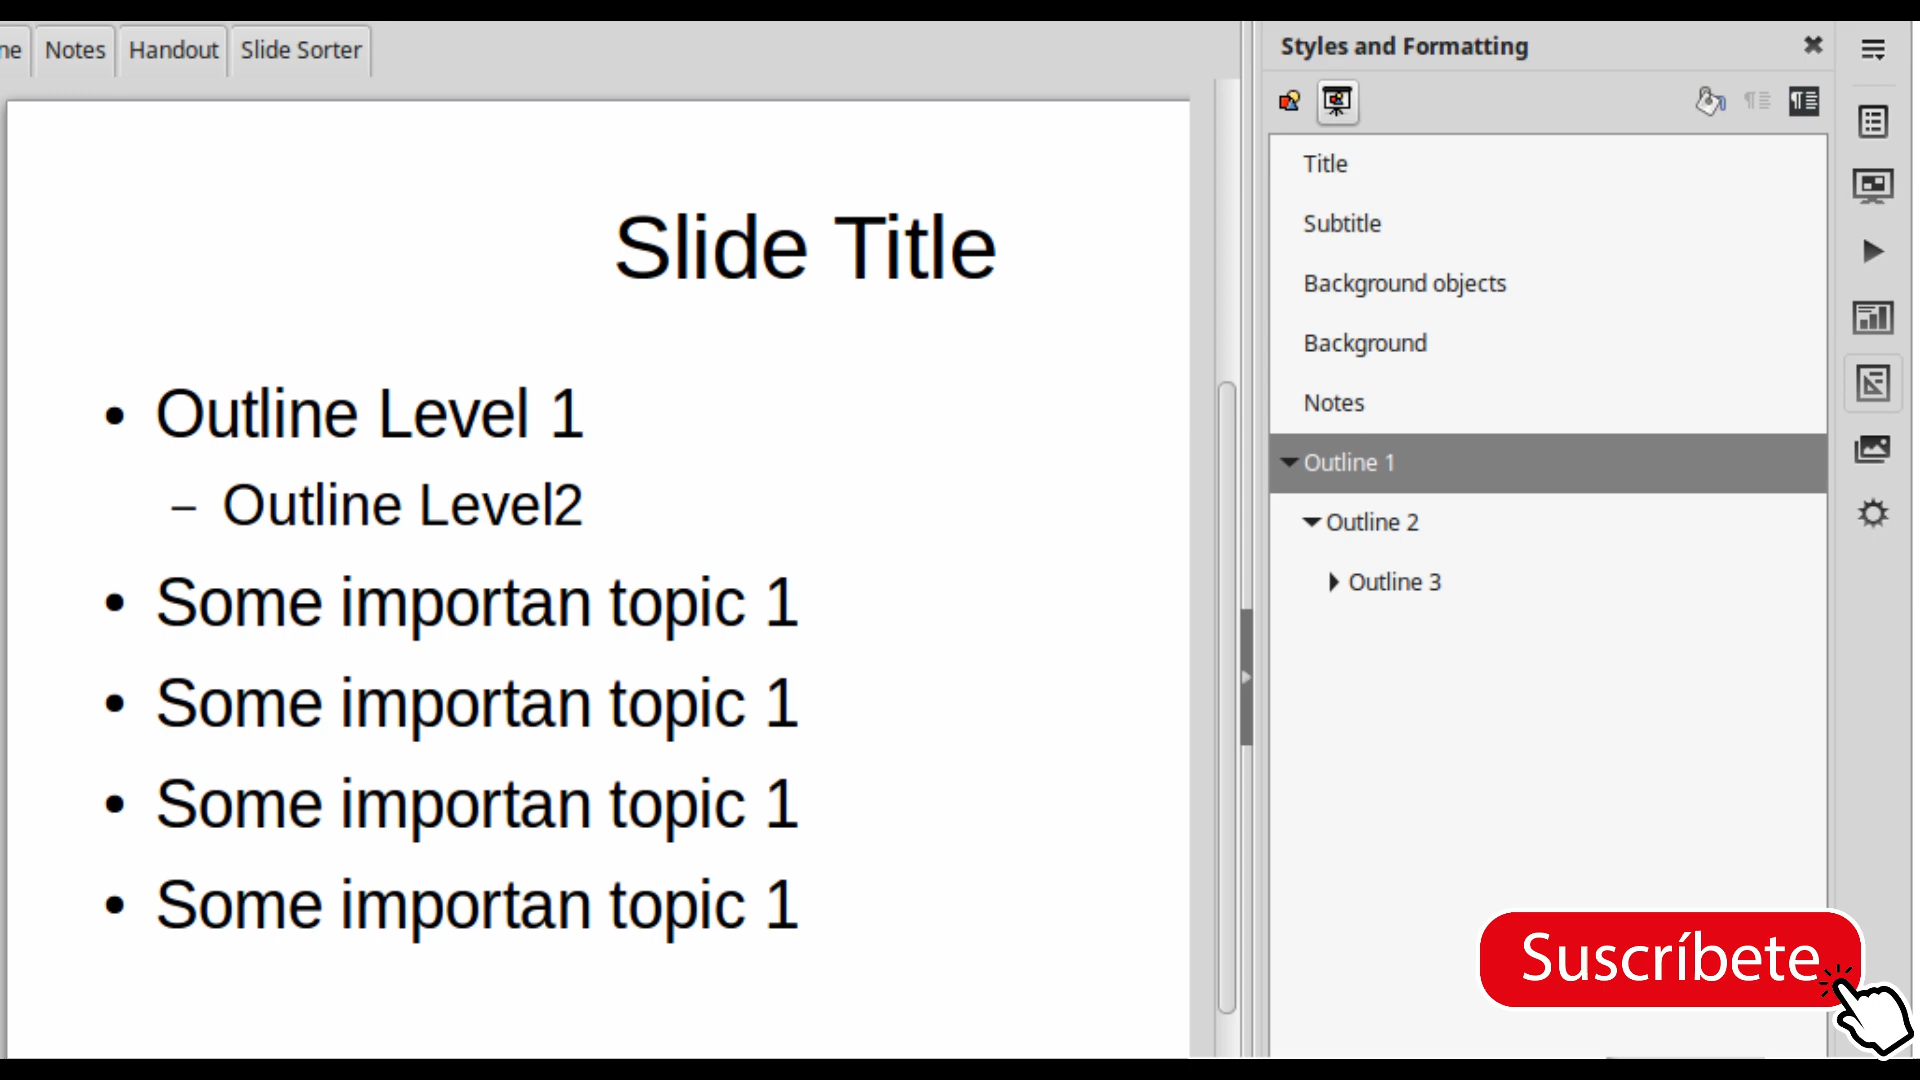 ne Notes Handout Slide Sorter
Slide Title
• Outline Level 1
– Outline Level2
• Some importan topic 1
• Some importan topic 1
• Some importan topic 1
• Some importan topic 1
Styles and Formatting
Title
Subtitle
Background objects
Background
Notes
Outline 1
Outline 2
Outline 3
Suscríbete